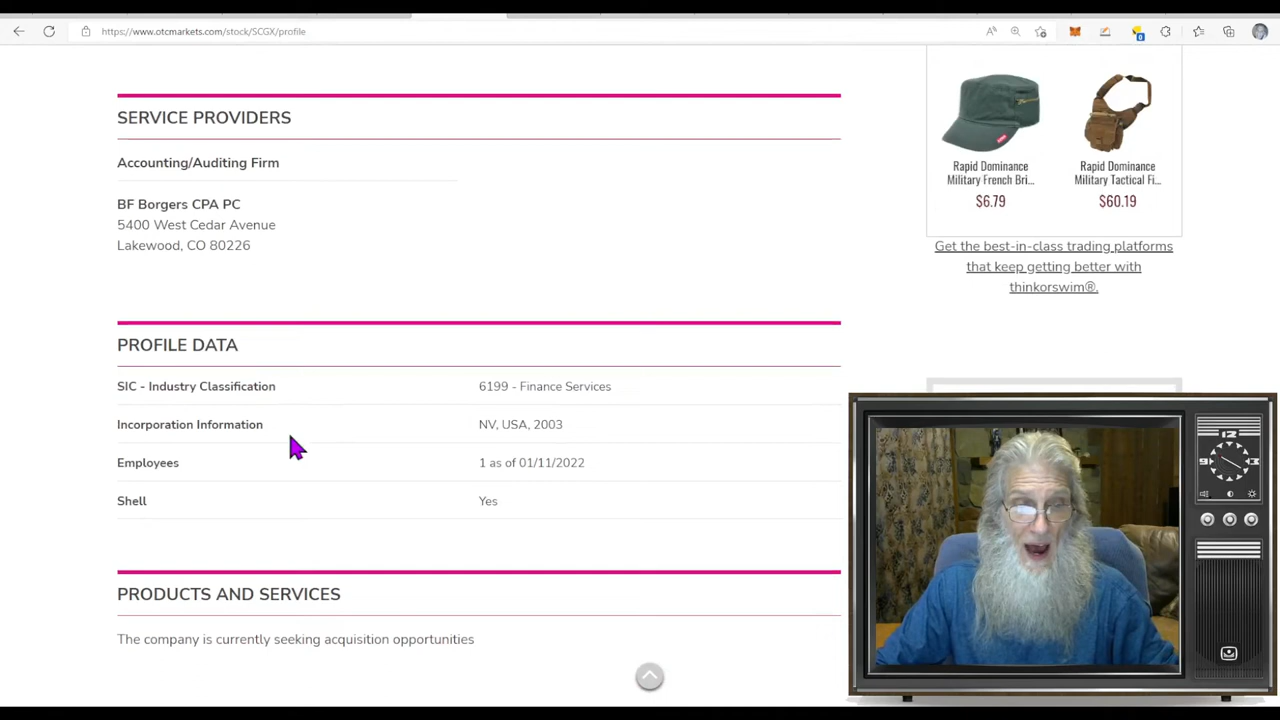 https://www.otcmarkets.com/stock/SCGX/profile
SERVICE PROVIDERS
Accounting/Auditing Firm
BF Borgers CPA PC
5400 West Cedar Avenue
Lakewood, CO 80226
PROFILE DATA
SIC - Industry Classification 6199 - Finance Services
Incorporation Information NV, USA, 2003
Employees 1 as of 01/11/2022
Shell Yes
PRODUCTS AND SERVICES
The company is currently seeking acquisition opportunities
Rapid Dominance
Military French Bri...
$6.79
Rapid Dominance
Military Tactical Fi...
$60.19
Get the best-in-class trading platforms
that keep getting better with
thinkorswim®.
12
9
3